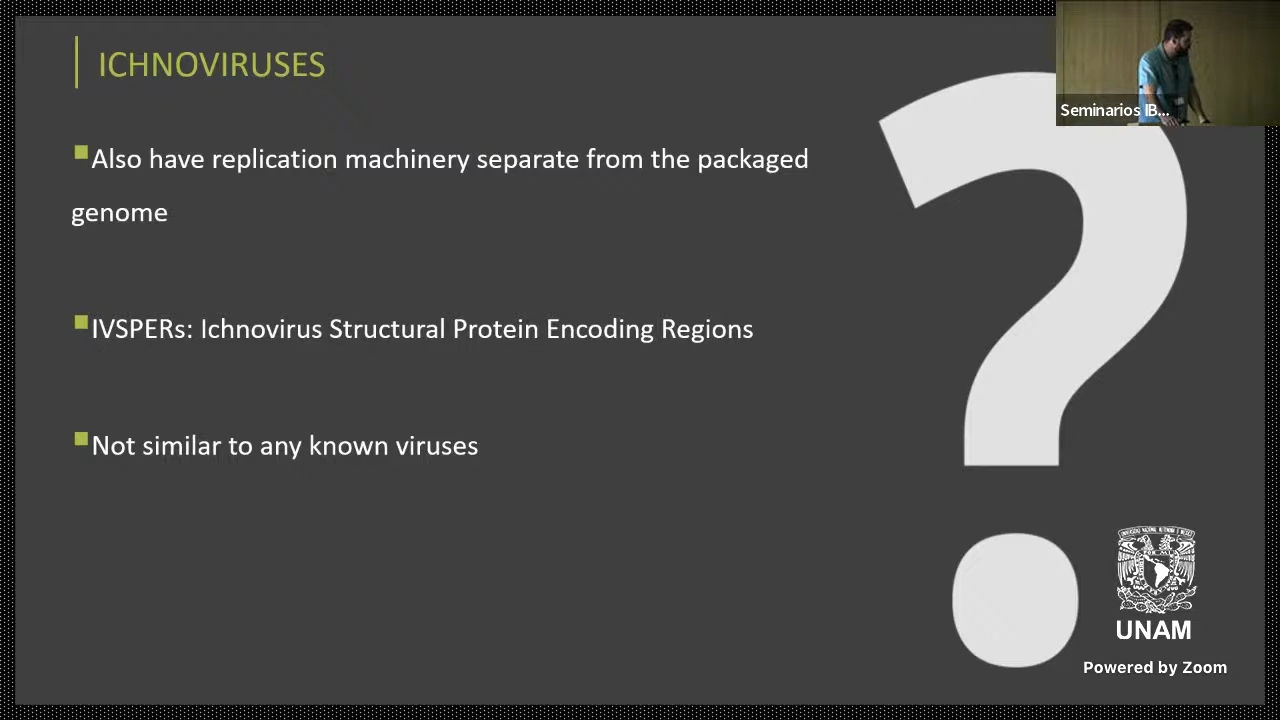 ICHNOVIRUSES
Seminarios IB...
Also have replication machinery separate from the packaged
genome
IVSPERs: Ichnovirus Structural Protein Encoding Regions
Not similar to any known viruses
UNAM
Powered by Zoom